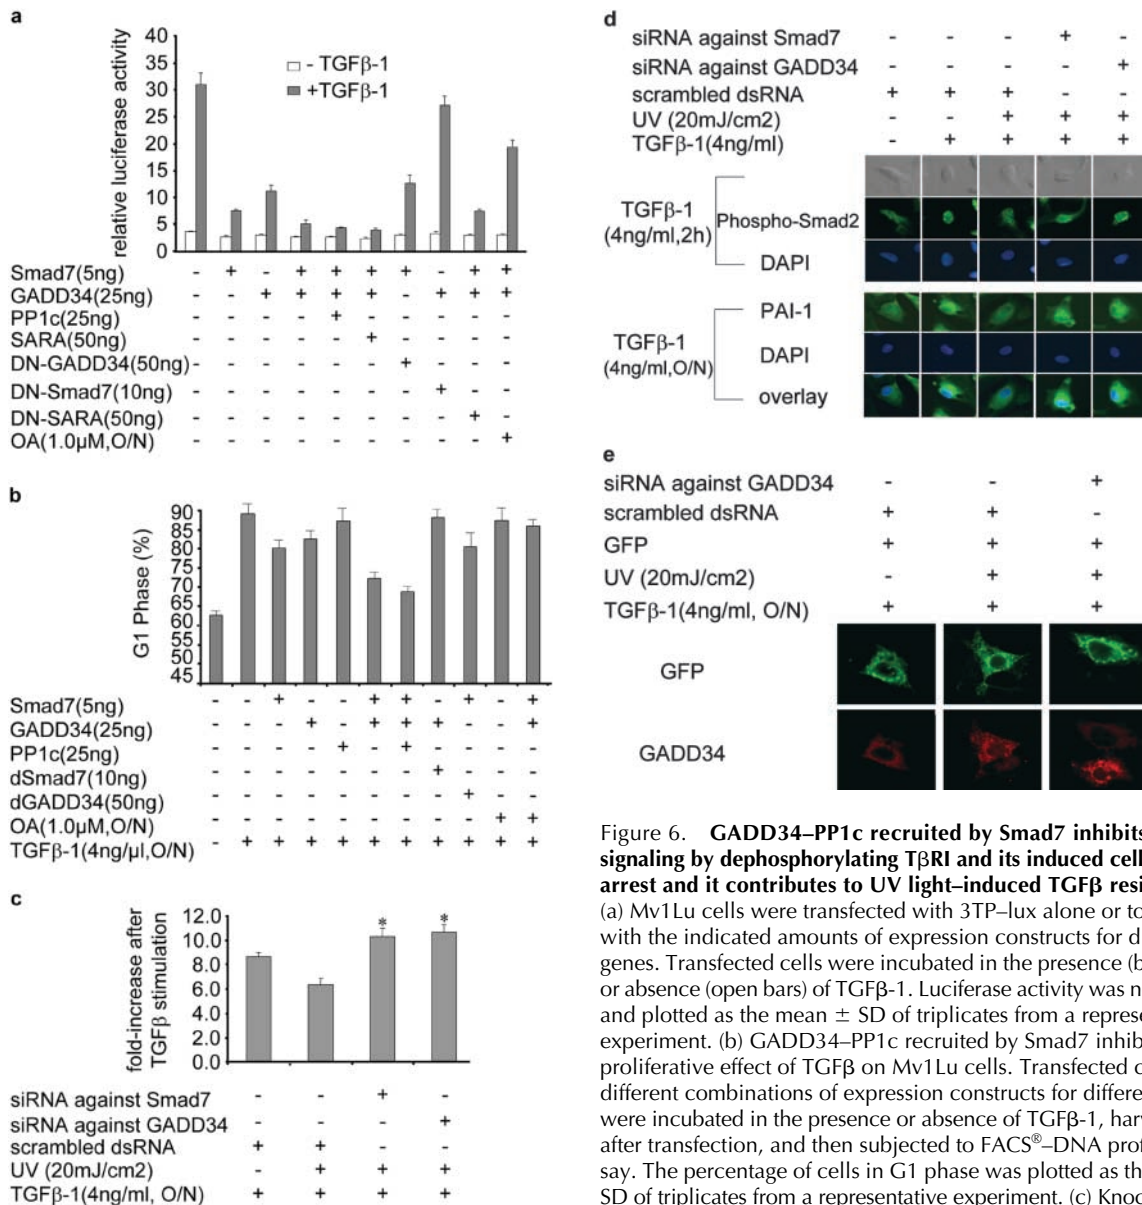 a
relative luciferase activity
40
35
30
25
20
15
10
5
0
- TGFβ-1
+TGFβ-1
Smad7(5ng) - + - + + + + - + +
GADD34(25ng) - - + + + + - + + +
PP1c(25ng) - - - - + - - - - -
SARA(50ng) - - - - - + - - - -
DN-GADD34(50ng) - - - - - - + - - -
DN-Smad7(10ng) - - - - - - - + - -
DN-SARA(50ng) - - - - - - - - + -
OA(1.0μM,O/N) - - - - - - - - - +
b
G1 Phase (%)
90
85
80
75
70
65
60
55
50
45
Smad7(5ng) - - + - - + + - + - +
GADD34(25ng) - - - + - + + + - - +
PP1c(25ng) - - - - + - + - - - -
dSmad7(10ng) - - - - - - - + - - -
dGADD34(50ng) - - - - - - - - + - -
OA(1.0μM,O/N) - - - - - - - - - + +
TGFβ-1(4ng/μl,O/N) - + + + + + + + + + +
c
fold-increase after
TGFβ stimulation
12.0
10.0
8.0
6.0
4.0
2.0
0.0
* *
siRNA against Smad7 - - + -
siRNA against GADD34 - - - +
scrambled dsRNA + + - -
UV (20mJ/cm2) - + + +
TGFβ-1(4ng/ml, O/N) + + + +
d
siRNA against Smad7 - - - + -
siRNA against GADD34 - - - - +
scrambled dsRNA + + + - -
UV (20mJ/cm2) - - + + +
TGFβ-1(4ng/ml) - + + + +
TGFβ-1
(4ng/ml,2h)
Phospho-Smad2
DAPI
TGFβ-1
(4ng/ml,O/N)
PAI-1
DAPI
overlay
e
siRNA against GADD34 - - +
scrambled dsRNA + + -
GFP + + +
UV (20mJ/cm2) - + +
TGFβ-1(4ng/ml, O/N) + + +
GFP
GADD34
Figure 6. GADD34–PP1c recruited by Smad7 inhibits
signaling by dephosphorylating TβRI and its induced cell
arrest and it contributes to UV light–induced TGFβ resi
(a) Mv1Lu cells were transfected with 3TP–lux alone or to
with the indicated amounts of expression constructs for d
genes. Transfected cells were incubated in the presence (b
or absence (open bars) of TGFβ-1. Luciferase activity was n
and plotted as the mean ± SD of triplicates from a represe
experiment. (b) GADD34–PP1c recruited by Smad7 inhib
proliferative effect of TGFβ on Mv1Lu cells. Transfected c
different combinations of expression constructs for differe
were incubated in the presence or absence of TGFβ-1, harv
after transfection, and then subjected to FACS®–DNA prof
say. The percentage of cells in G1 phase was plotted as th
SD of triplicates from a representative experiment. (c) Knoc